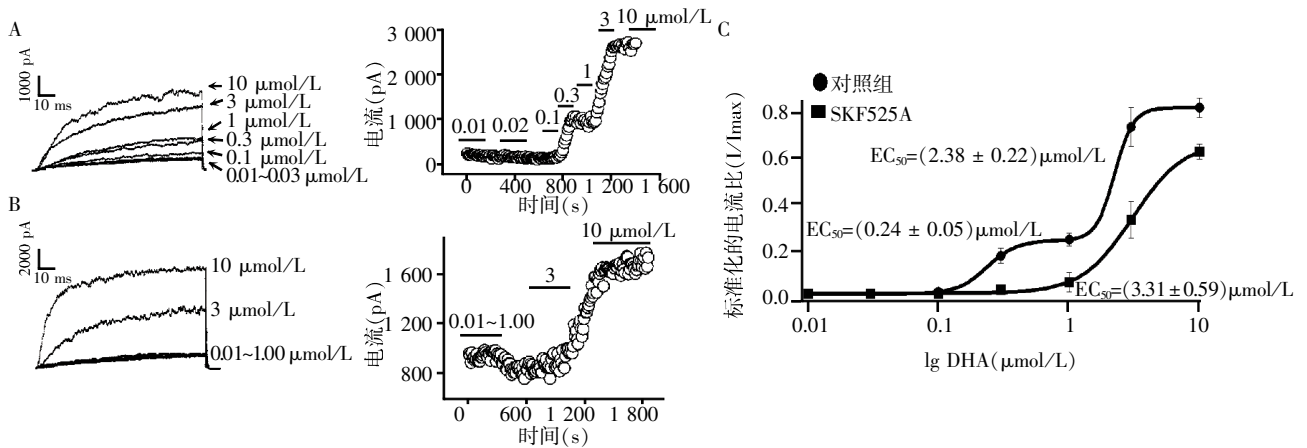 A
1000 pA
10 ms
10 μmol/L
3 μmol/L
1 μmol/L
0.3 μmol/L
0.1 μmol/L
0.01~0.03 μmol/L
3 10 μmol/L
1
0.3
0.1
0.01 0.02
3 000
2 000
1 000
0
电流(pA)
0 400 800 1 200 1 600
时间(s)
B
2000 pA
10 ms
10 μmol/L
3 μmol/L
0.01~1.00 μmol/L
10 μmol/L
3
0.01~1.00
1 600
1 200
800
电流(pA)
0 600 1 200 1 800
时间(s)
C
对照组
SKF525A
0.8
0.6
0.4
0.2
0.0
标准化的电流比(I/Imax)
EC₅₀=(2.38 ± 0.22)μmol/L
EC₅₀=(0.24 ± 0.05)μmol/L
EC₅₀=(3.31±0.59)μmol/L
0.01 0.1 1 10
lg DHA(μmol/L)